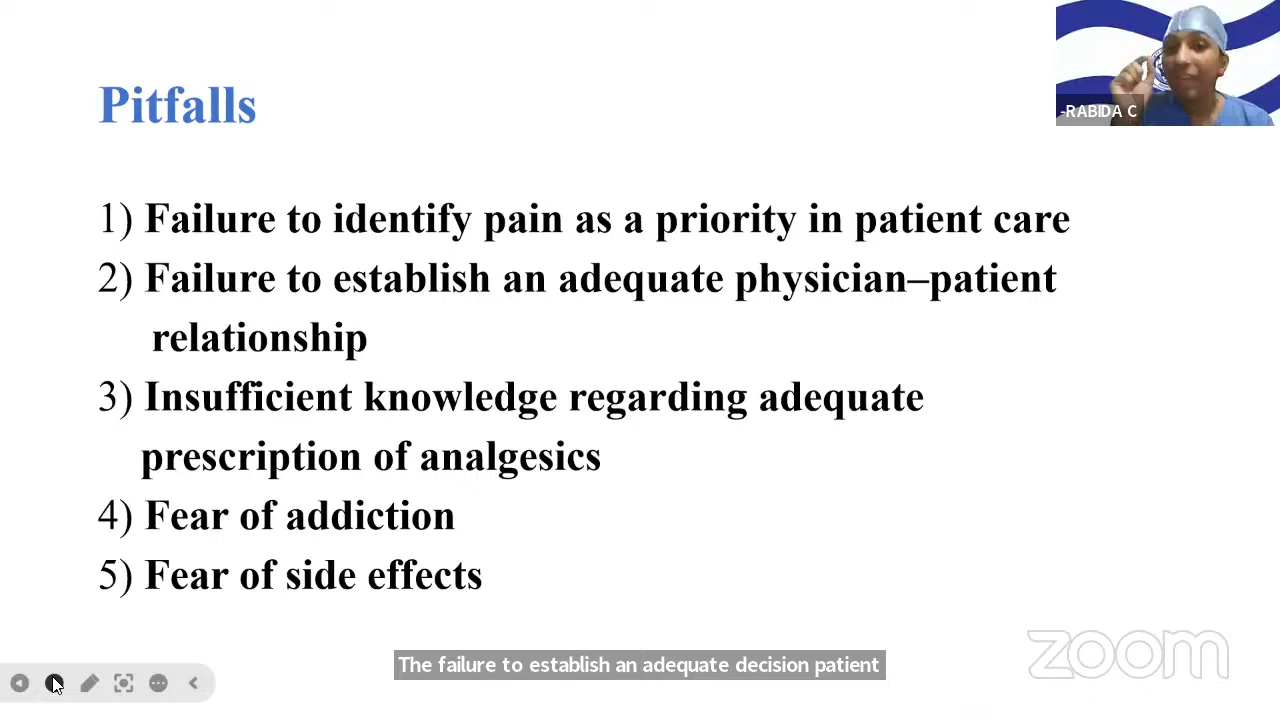 -RABIDA C
Pitfalls
1) Failure to identify pain as a priority in patient care
2) Failure to establish an adequate physician–patient
relationship
3) Insufficient knowledge regarding adequate
prescription of analgesics
4) Fear of addiction
5) Fear of side effects
The failure to establish an adequate decision patient
zoom